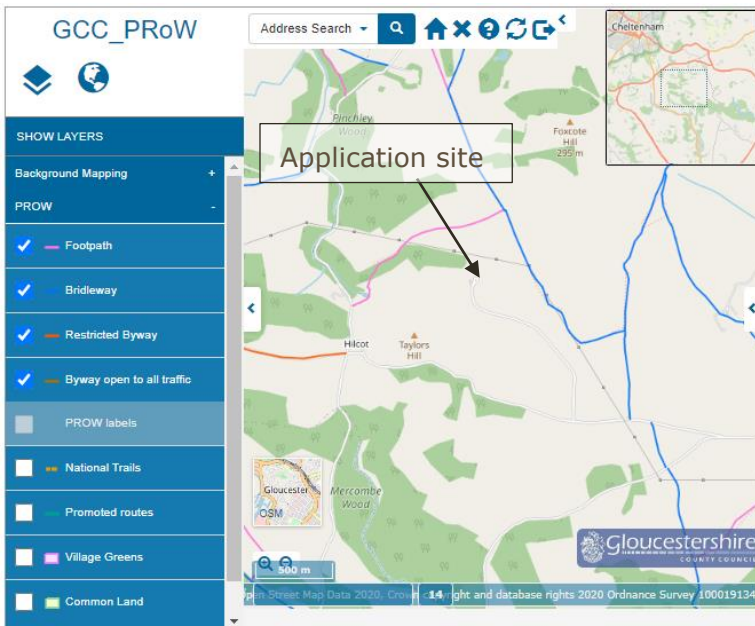 GCC_PRoW
Address Search
SHOW LAYERS
Background Mapping +
PROW -
Footpath
Bridleway
Restricted Byway
Byway open to all traffic
PROW labels
National Trails
Promoted routes
Village Greens
Common Land
Cheltenham
Pinchley
Wood
Foxcote
Hill
295 m
Application site
Hilcot
Taylors
Hill
Gloucester
OSM
Mercombe
Wood
500 m
Gloucestershire
COUNTY COUNCIL
Open Street Map Data 2020, Crown copyright and database rights 2020 Ordnance Survey 100019134
14